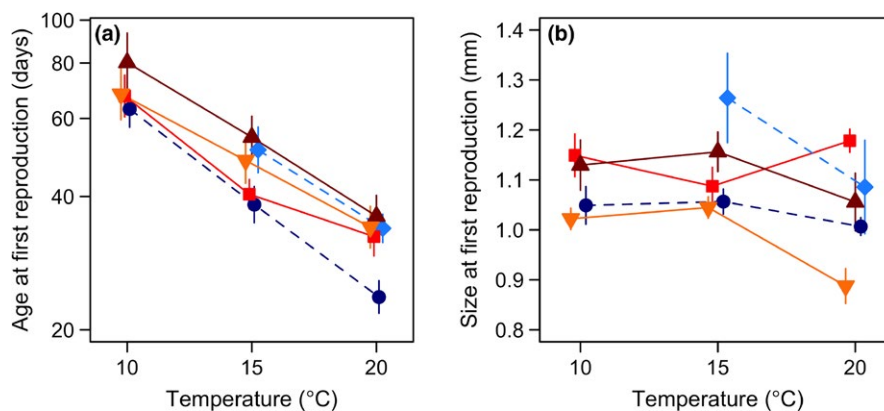 (a)
Age at first reproduction (days)
100
80
60
40
20
10 15 20
Temperature (°C)
(b)
Size at first reproduction (mm)
1.4
1.3
1.2
1.1
1.0
0.9
0.8
10 15 20
Temperature (°C)